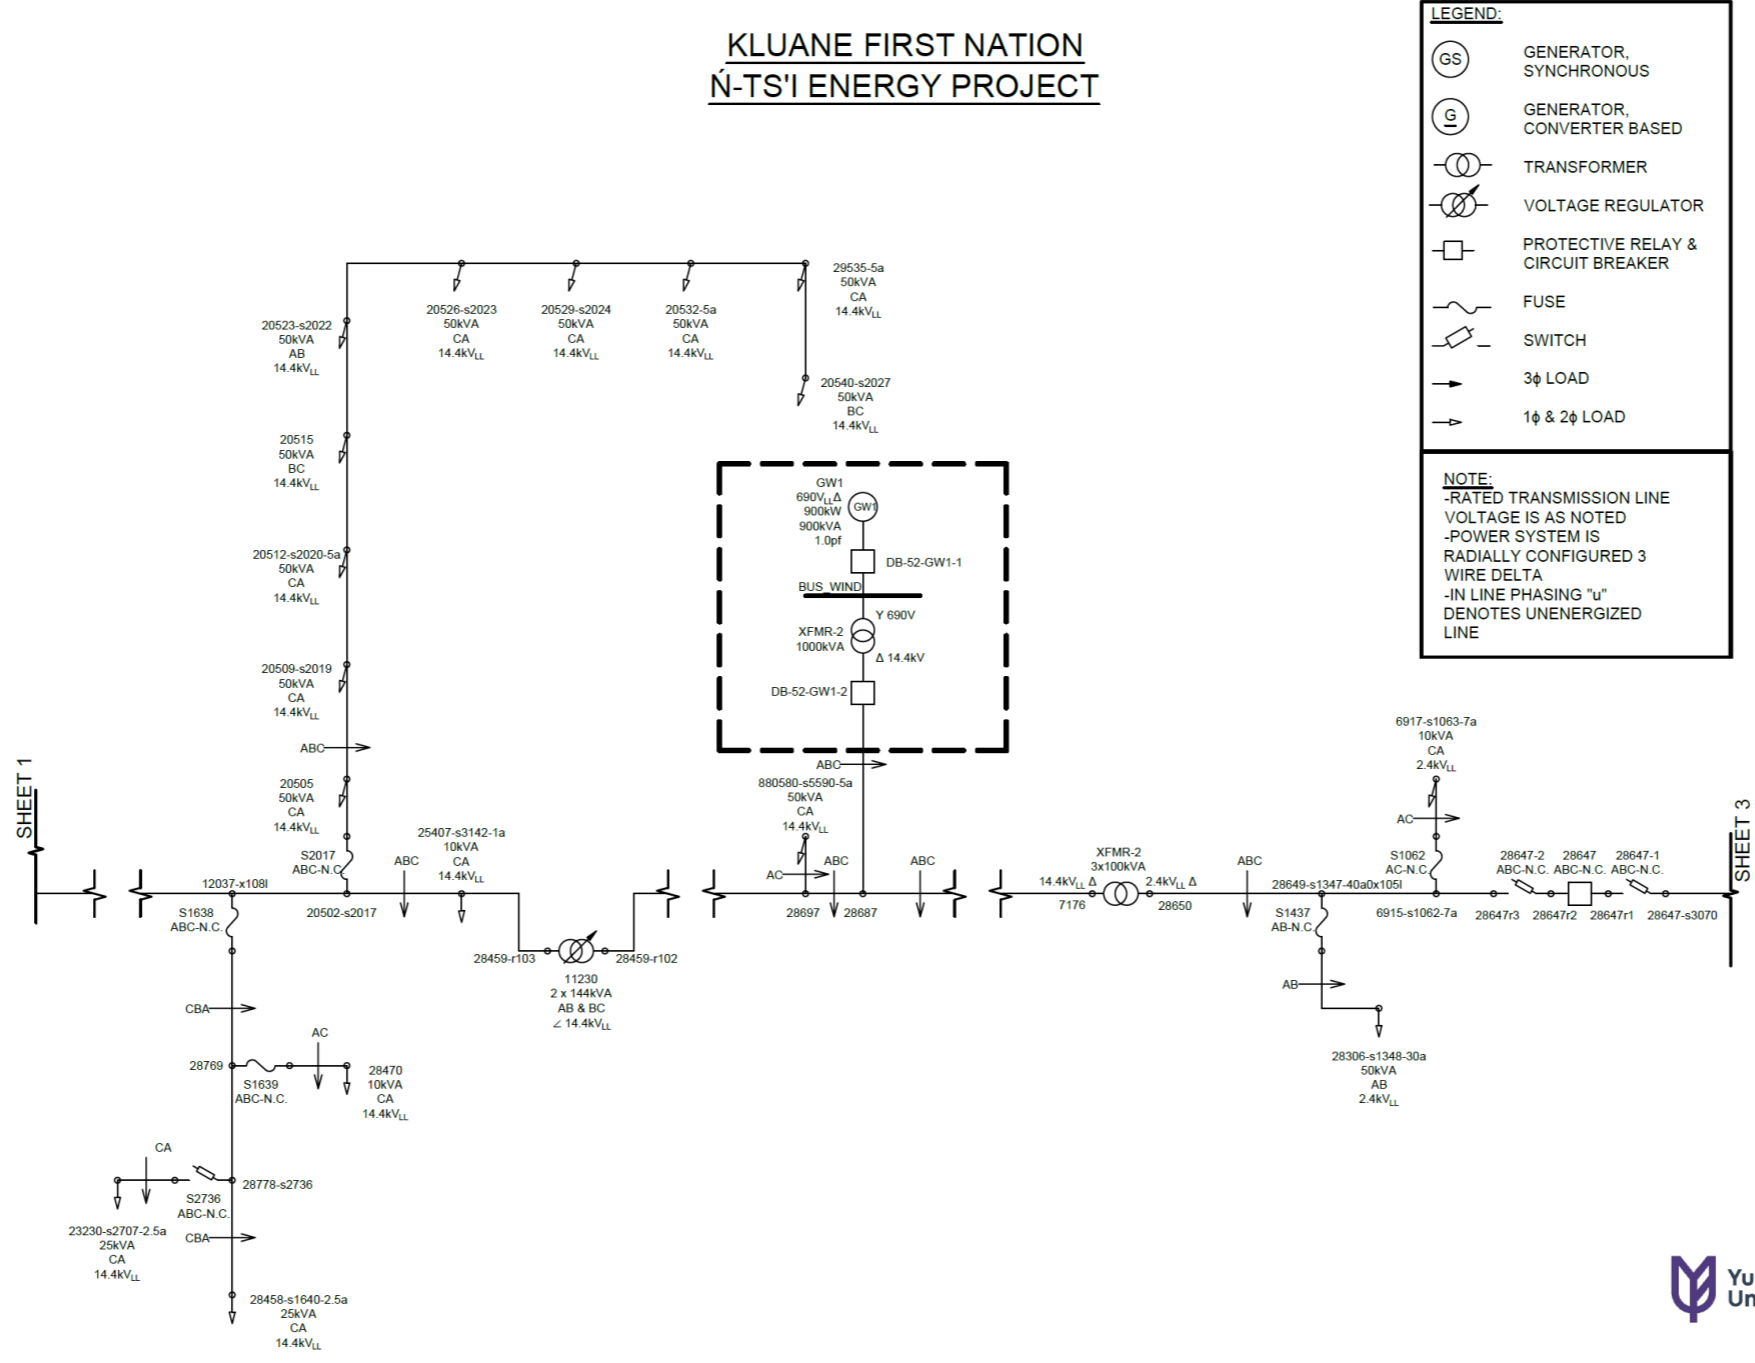 KLUANE FIRST NATION
Ń-TS'I ENERGY PROJECT
LEGEND:
GS
GENERATOR,
SYNCHRONOUS
G
GENERATOR,
CONVERTER BASED
TRANSFORMER
VOLTAGE REGULATOR
PROTECTIVE RELAY &
CIRCUIT BREAKER
FUSE
SWITCH
3ϕ LOAD
1ϕ & 2ϕ LOAD
NOTE:
-RATED TRANSMISSION LINE
VOLTAGE IS AS NOTED
-POWER SYSTEM IS
RADIALLY CONFIGURED 3
WIRE DELTA
-IN LINE PHASING "u"
DENOTES UNENERGIZED
LINE
20526-s2023
50kVA
CA
14.4kVLL
20529-s2024
50kVA
CA
14.4kVLL
20532-5a
50kVA
CA
14.4kVLL
29535-5a
50kVA
CA
14.4kVLL
20523-s2022
50kVA
AB
14.4kVLL
20540-s2027
50kVA
BC
14.4kVLL
20515
50kVA
BC
14.4kVLL
20512-s2020-5a
50kVA
CA
14.4kVLL
20509-s2019
50kVA
CA
14.4kVLL
ABC
20505
50kVA
CA
14.4kVLL
GW1
690VLLΔ
900kW
900kVA
1.0pf
GW1
DB-52-GW1-1
BUS_WIND
Y 690V
XFMR-2
1000kVA
Δ 14.4kV
DB-52-GW1-2
ABC
880580-s5590-5a
50kVA
CA
14.4kVLL
AC
ABC
ABC
28697
28687
SHEET 1
S2017
ABC-N.C.
ABC
25407-s3142-1a
10kVA
CA
14.4kVLL
12037-x108l
20502-s2017
S1638
ABC-N.C.
28459-r103
28459-r102
11230
2 x 144kVA
AB & BC
∠ 14.4kVLL
CBA
28769
S1639
ABC-N.C.
AC
28470
10kVA
CA
14.4kVLL
CA
S2736
ABC-N.C.
28778-s2736
23230-s2707-2.5a
25kVA
CA
14.4kVLL
CBA
28458-s1640-2.5a
25kVA
CA
14.4kVLL
XFMR-2
3x100kVA
14.4kVLL Δ
2.4kVLL Δ
7176
28650
ABC
28649-s1347-40a0x105l
S1437
AB-N.C.
AB
28306-s1348-30a
50kVA
AB
2.4kVLL
6917-s1063-7a
10kVA
CA
2.4kVLL
AC
S1062
AC-N.C.
6915-s1062-7a
28647-2
ABC-N.C.
28647
ABC-N.C.
28647-1
ABC-N.C.
28647r3
28647r2
28647r1
28647-s3070
SHEET 3
Yu
Un